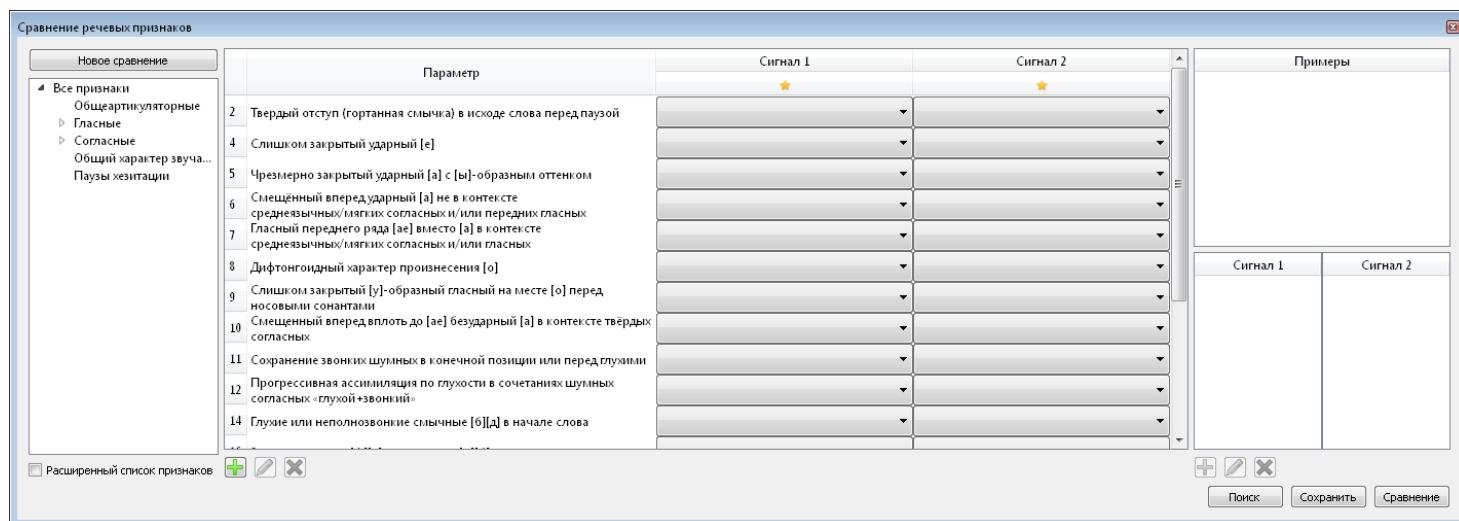 Сравнение речевых признаков
Новое сравнение
Все признаки
Общеартикуляторные
Гласные
Согласные
Общий характер звуча...
Паузы хезитации
Расширенный список признаков
Параметр
Сигнал 1
Сигнал 2
2 Твердый отступ (гортанная смычка) в исходе слова перед паузой
4 Слишком закрытый ударный [е]
5 Чрезмерно закрытый ударный [а] с [ы]-образным оттенком
6 Смещённый вперед ударный [а] не в контексте
среднеязычных/мягких согласных и/или передних гласных
7 Гласный переднего ряда [ае] вместо [а] в контексте
среднеязычных/мягких согласных и/или гласных
8 Дифтонгоидный характер произнесения [о]
9 Слишком закрытый [у]-образный гласный на месте [о] перед
носовыми сонантами
10 Смещенный вперед вплоть до [ае] безударный [а] в контексте твёрдых
согласных
11 Сохранение звонких шумных в конечной позиции или перед глухими
12 Прогрессивная ассимиляция по глухости в сочетаниях шумных
согласных «глухой+звонкий»
14 Глухие или неполнозвонкие смычные [б][д] в начале слова
Примеры
Сигнал 1
Сигнал 2
Поиск
Сохранить
Сравнение